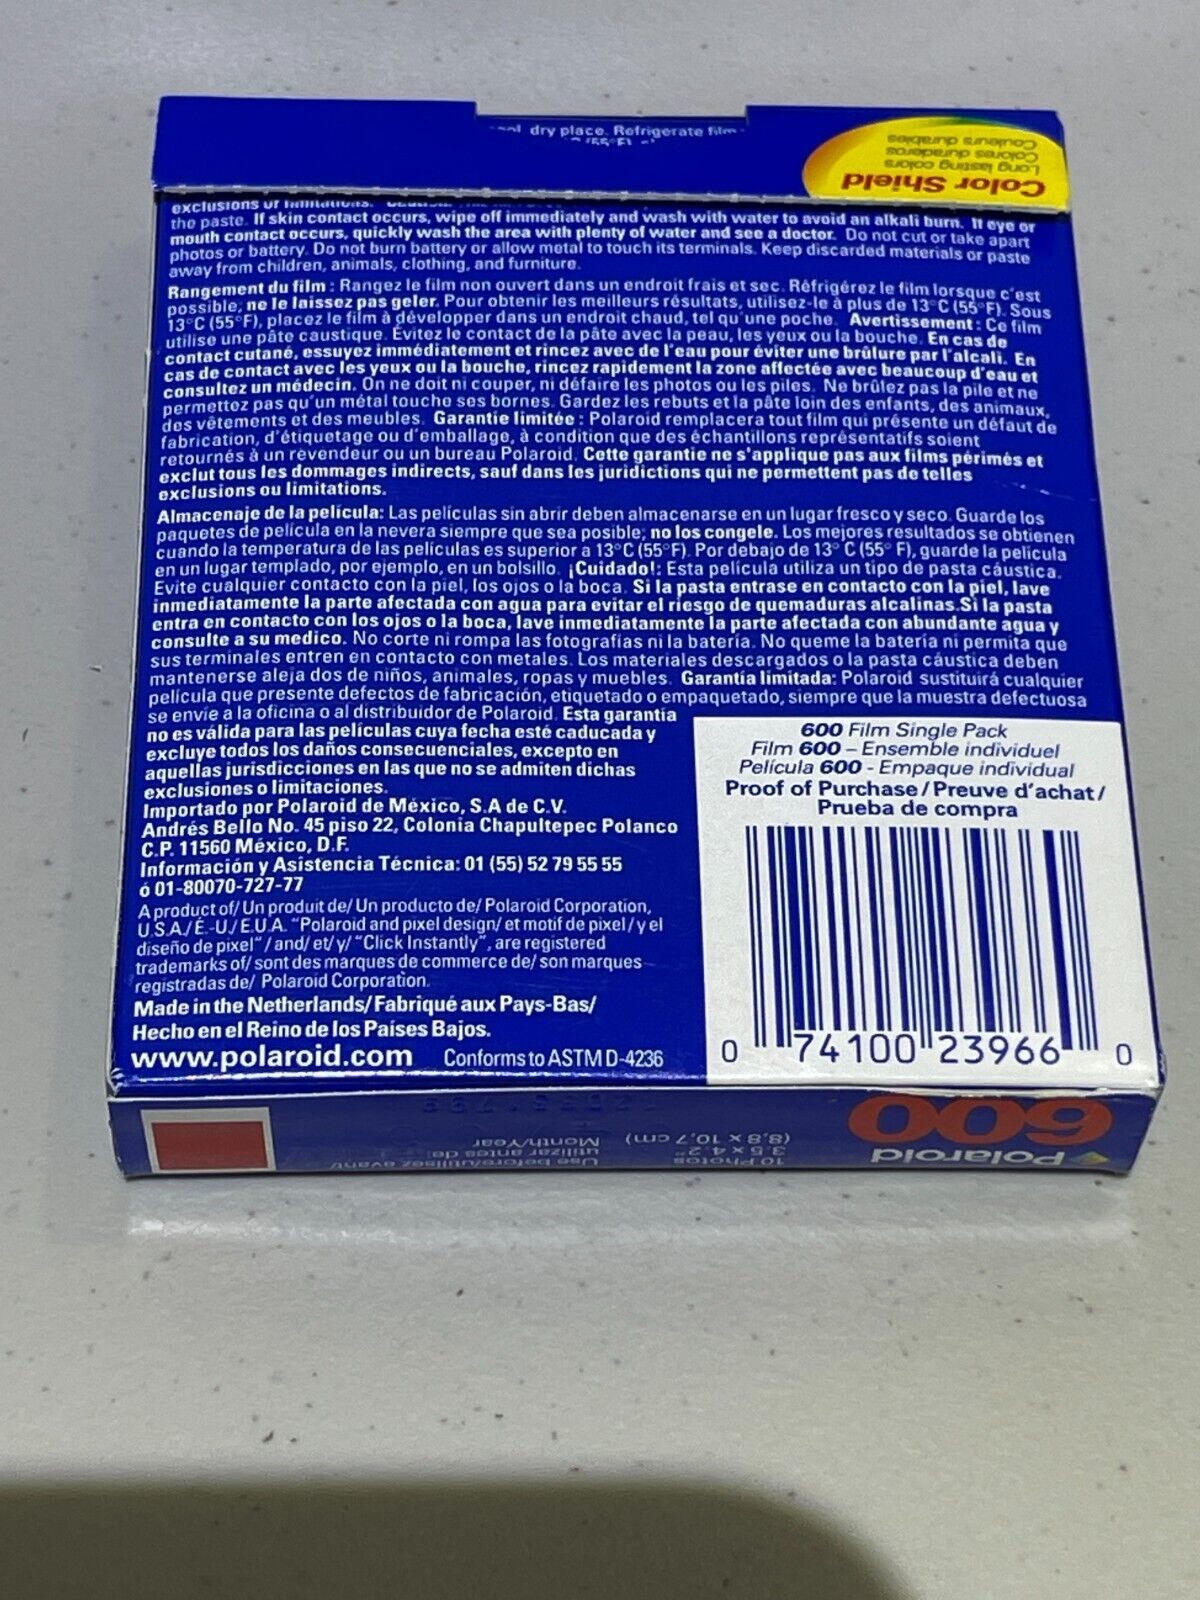 dry place. Refrigerate film
(55°F)
Color Shield
Long lasting colors
Colores duraderos
Couleurs durables
exclusions or limitations.
the paste. If skin contact occurs, wipe off immediately and wash with water to avoid an alkali burn. If eye or
mouth contact occurs, quickly wash the area with plenty of water and see a doctor. Do not cut or take apart
photos or battery. Do not burn battery or allow metal to touch its terminals. Keep discarded materials or paste
away from children, animals, clothing, and furniture.
Rangement du film : Rangez le film non ouvert dans un endroit frais et sec. Réfrigérez le film lorsque c'est
possible; ne le laissez pas geler. Pour obtenir les meilleurs résultats, utilisez-le à plus de 13°C (55°F). Sous
13°C (55°F), placez le film à développer dans un endroit chaud, tel qu'une poche. Avertissement : Ce film
utilise une pâte caustique. Évitez le contact de la pâte avec la peau, les yeux ou la bouche. En cas de
contact cutané, essuyez immédiatement et rincez avec de l'eau pour éviter une brûlure par l'alcali. En
cas de contact avec les yeux ou la bouche, rincez rapidement la zone affectée avec beaucoup d'eau et
consultez un médecin. On ne doit ni couper, ni défaire les photos ou les piles. Ne brûlez pas la pile et ne
permettez pas qu'un métal touche ses bornes. Gardez les rebuts et la pâte loin des enfants, des animaux,
des vêtements et des meubles. Garantie limitée : Polaroid remplacera tout film qui présente un défaut de
fabrication, d'étiquetage ou d'emballage, à condition que des échantillons représentatifs soient
retournés à un revendeur ou un bureau Polaroid. Cette garantie ne s'applique pas aux films périmés et
exclut tous les dommages indirects, sauf dans les juridictions qui ne permettent pas de telles
exclusions ou limitations.
Almacenaje de la película: Las películas sin abrir deben almacenarse en un lugar fresco y seco. Guarde los
paquetes de película en la nevera siempre que sea posible; no los congele. Los mejores resultados se obtienen
cuando la temperatura de las películas es superior a 13°C (55°F). Por debajo de 13° C (55° F), guarde la película
en un lugar templado, por ejemplo, en un bolsillo. ¡Cuidado!: Esta película utiliza un tipo de pasta cáustica.
Evite cualquier contacto con la piel, los ojos o la boca. Si la pasta entrase en contacto con la piel, lave
inmediatamente la parte afectada con agua para evitar el riesgo de quemaduras alcalinas.Si la pasta
entra en contacto con los ojos o la boca, lave inmediatamente la parte afectada con abundante agua y
consulte a su medico. No corte ni rompa las fotografías ni la batería. No queme la batería ni permita que
sus terminales entren en contacto con metales. Los materiales descargados o la pasta cáustica deben
mantenerse aleja dos de niños, animales, ropas y muebles. Garantía limitada: Polaroid sustituirá cualquier
película que presente defectos de fabricación, etiquetado o empaquetado, siempre que la muestra defectuosa
se envíe a la oficina o al distribuidor de Polaroid. Esta garantía
no es válida para las películas cuya fecha esté caducada y
excluye todos los daños consecuenciales, excepto en
aquellas jurisdicciones en las que no se admiten dichas
exclusiones o limitaciones.
Importado por Polaroid de México, S.A de C.V.
Andrés Bello No. 45 piso 22, Colonia Chapultepec Polanco
C.P. 11560 México, D.F.
Información y Asistencia Técnica: 01 (55) 52 79 55 55
ó 01-80070-727-77
A product of/ Un produit de/ Un producto de/ Polaroid Corporation,
U.S.A./É.-U./E.U.A. "Polaroid and pixel design/ et motif de pixel / y el
diseño de pixel" / and/ et/ y/ "Click Instantly", are registered
trademarks of/ sont des marques de commerce de/ son marques
registradas de/ Polaroid Corporation.
Made in the Netherlands/ Fabriqué aux Pays-Bas/
Hecho en el Reino de los Países Bajos.
www.polaroid.com Conforms to ASTM D-4236
600 Film Single Pack
Film 600 – Ensemble individuel
Película 600 - Empaque individual
Proof of Purchase / Preuve d'achat /
Prueba de compra
0 74100 23966 0
Polaroid
600
10 Photos
3.5 x 4.2"
(8,8 x 10,7 cm)
Use before/utilisez avant/
utilizar antes de:
Month/Year